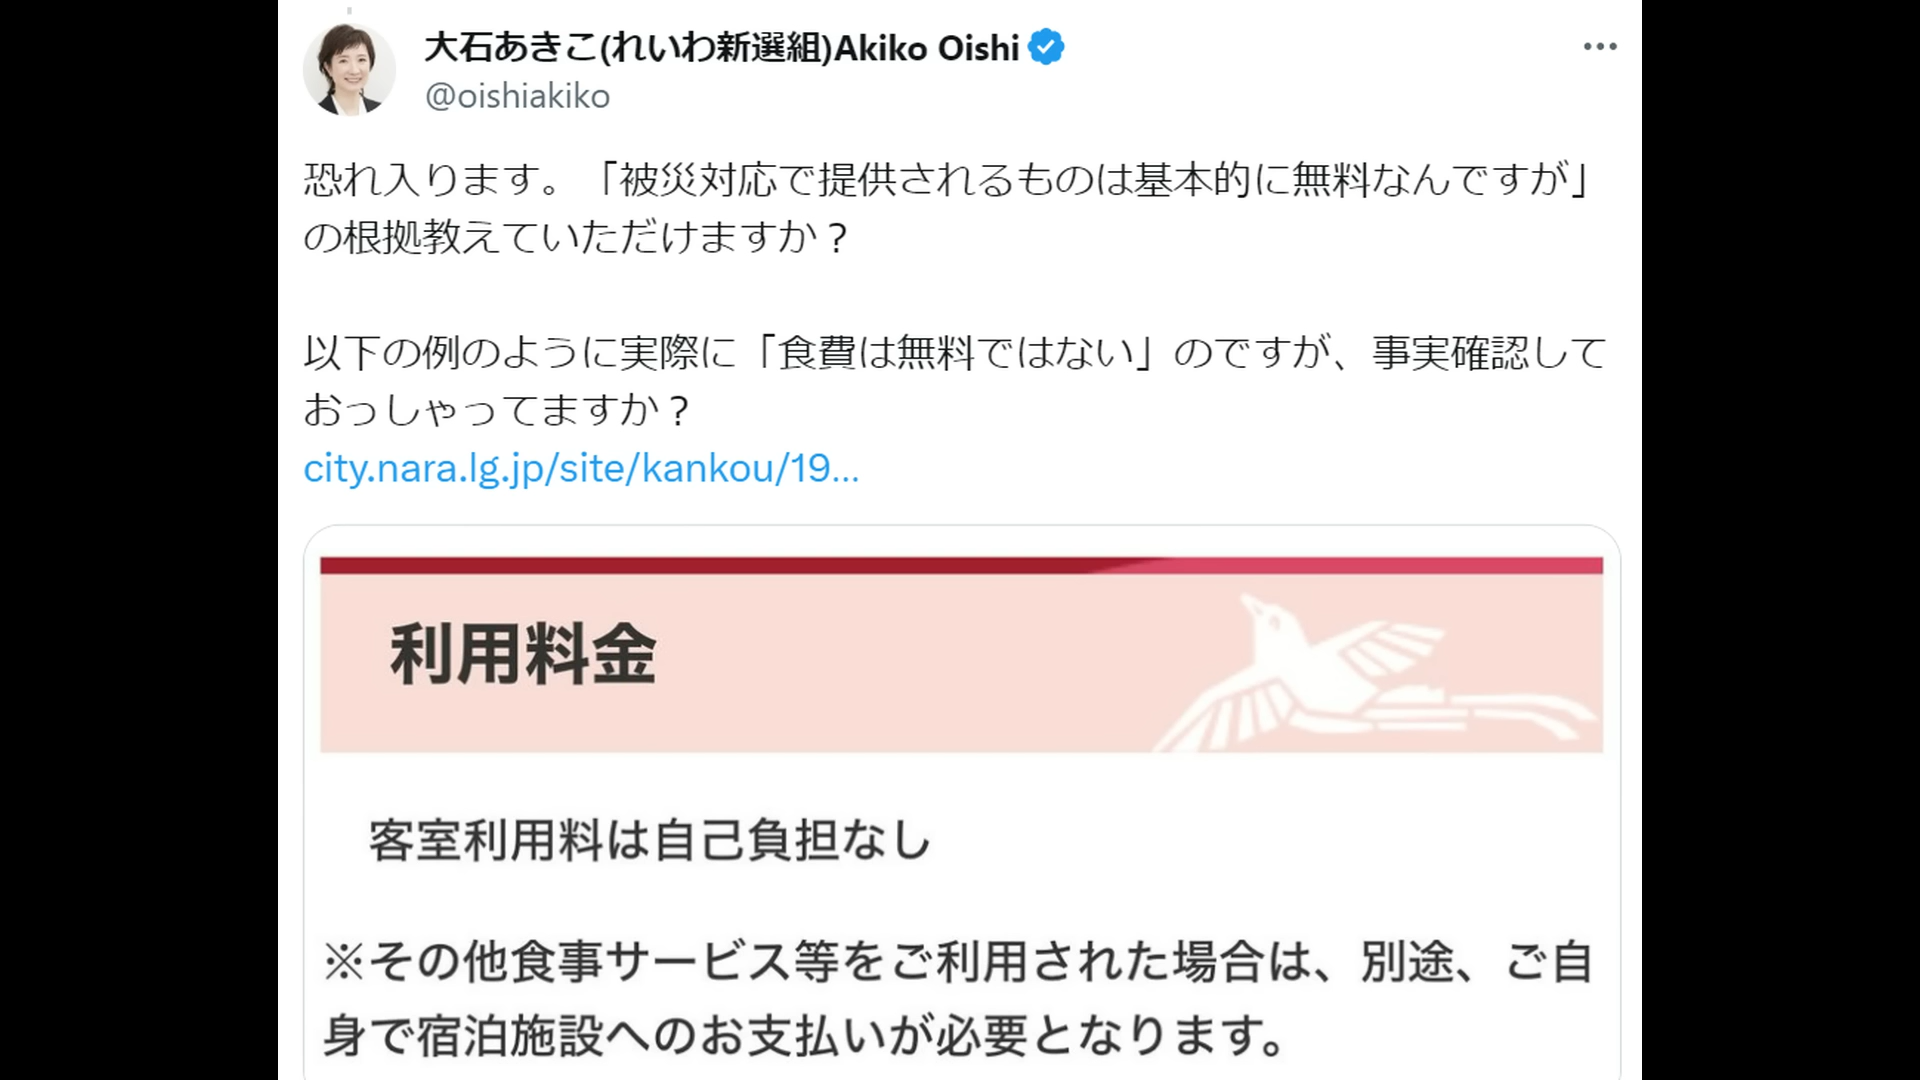 大石あきこ(れいわ新選組)Akiko Oishi
@oishiakiko
恐れ入ります。「被災対応で提供されるものは基本的に無料なんですが」
の根拠教えていただけますか？
以下の例のように実際に「食費は無料ではない」のですが、事実確認して
おっしゃってますか？
city.nara.lg.jp/site/kankou/19...
利用料金
客室利用料は自己負担なし
※その他食事サービス等をご利用された場合は、別途、ご自
身で宿泊施設へのお支払いが必要となります。